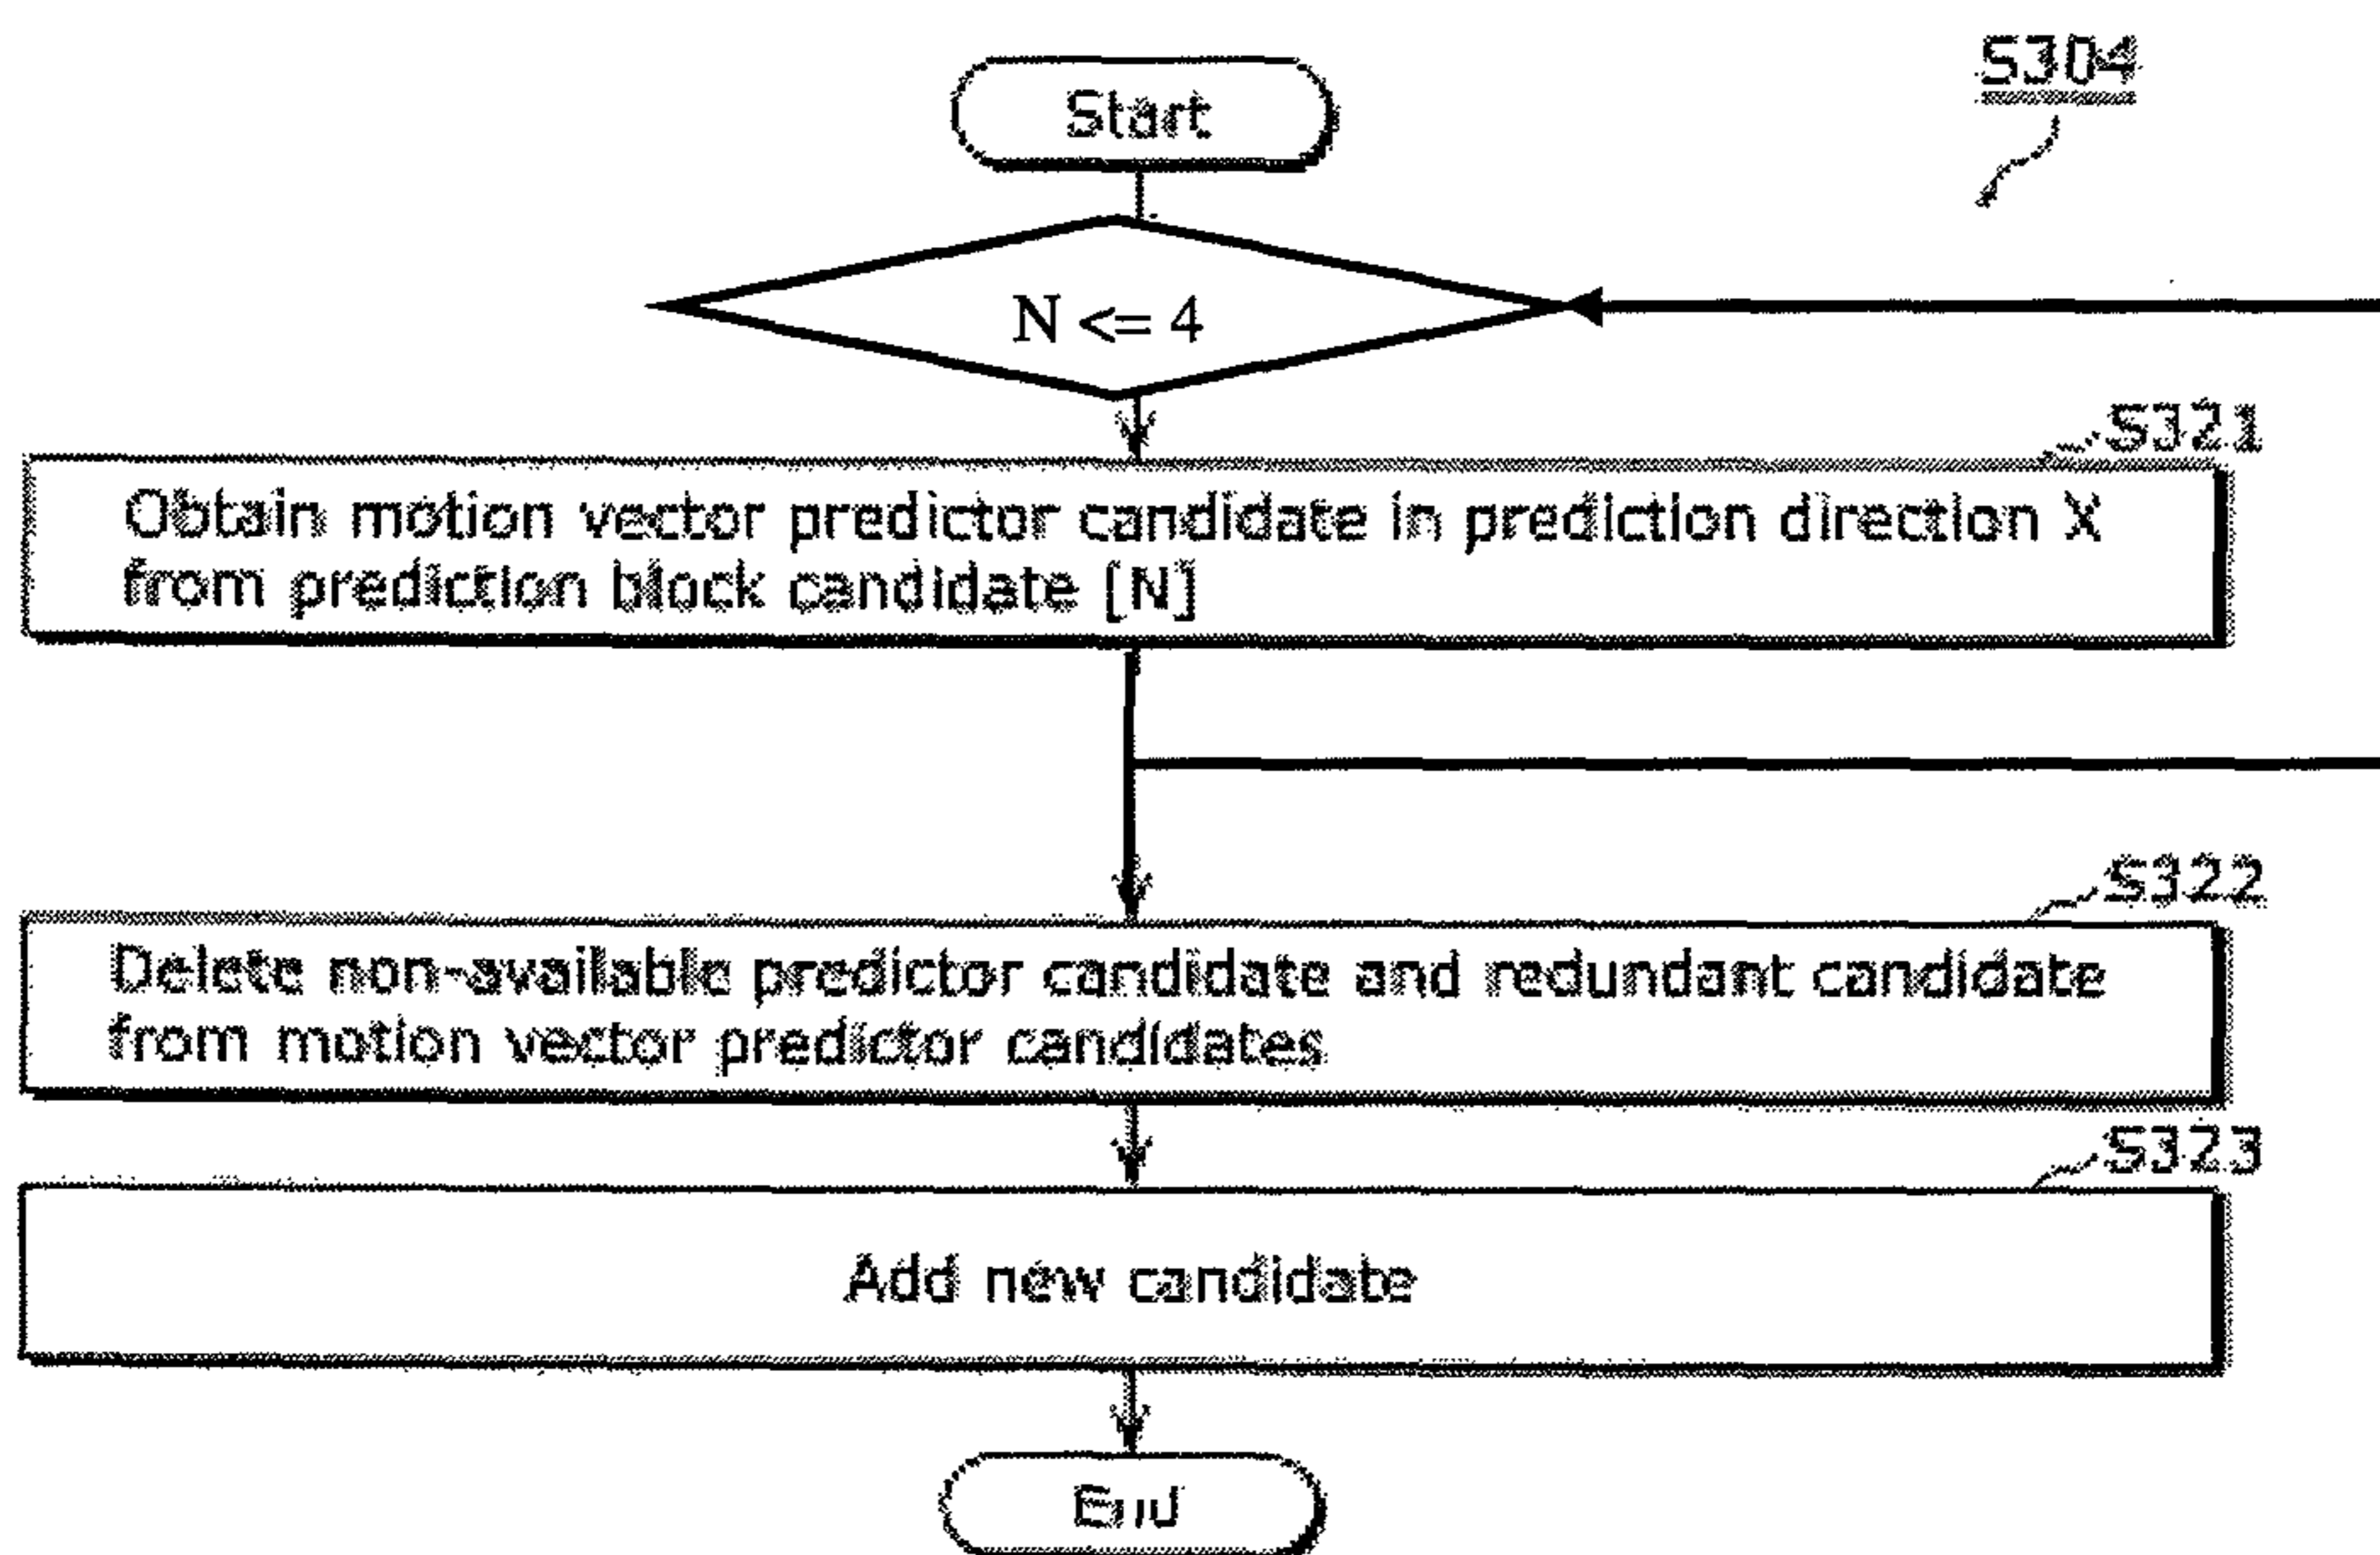 S304
Start
N <= 4
S321
Obtain motion vector predictor candidate in prediction direction X
from prediction block candidate [N]
S322
Delete non-available predictor candidate and redundant candidate
from motion vector predictor candidates
S323
Add new candidate
End